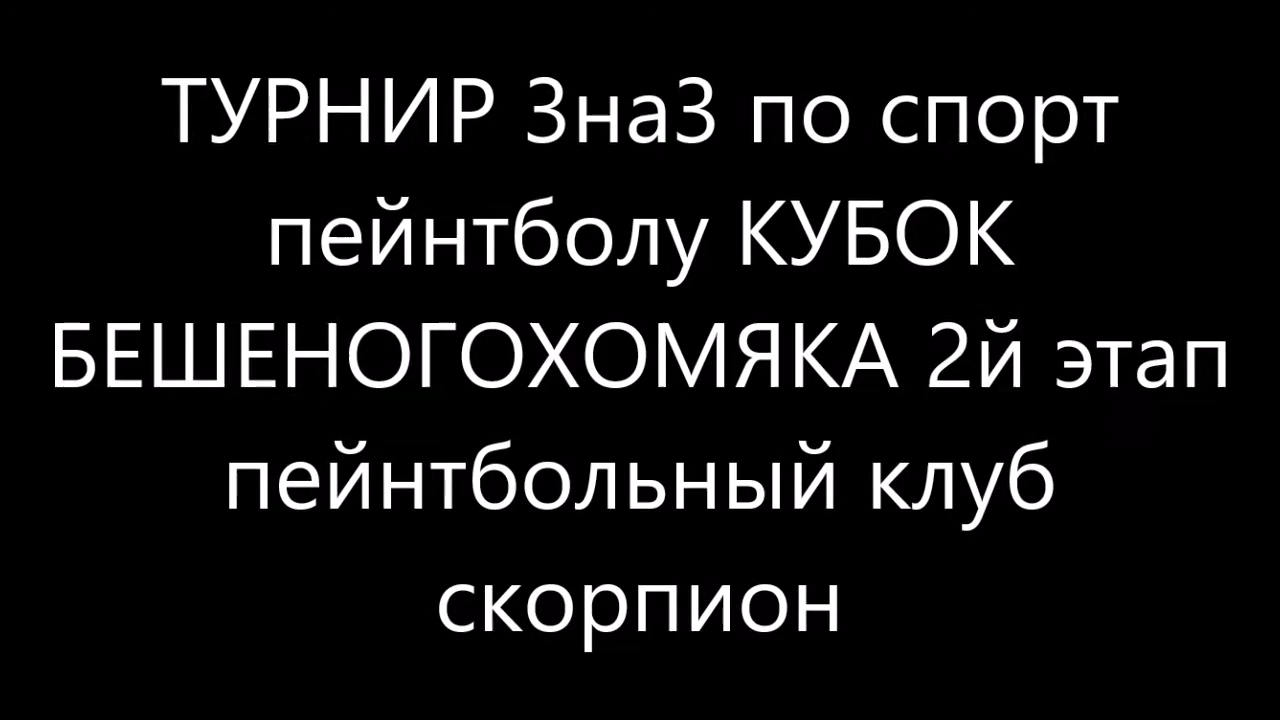 ТУРНИР 3на3 по спорт
пейнтболу КУБОК
БЕШЕНОГОХОМЯКА 2й этап
пейнтбольный клуб
скорпион